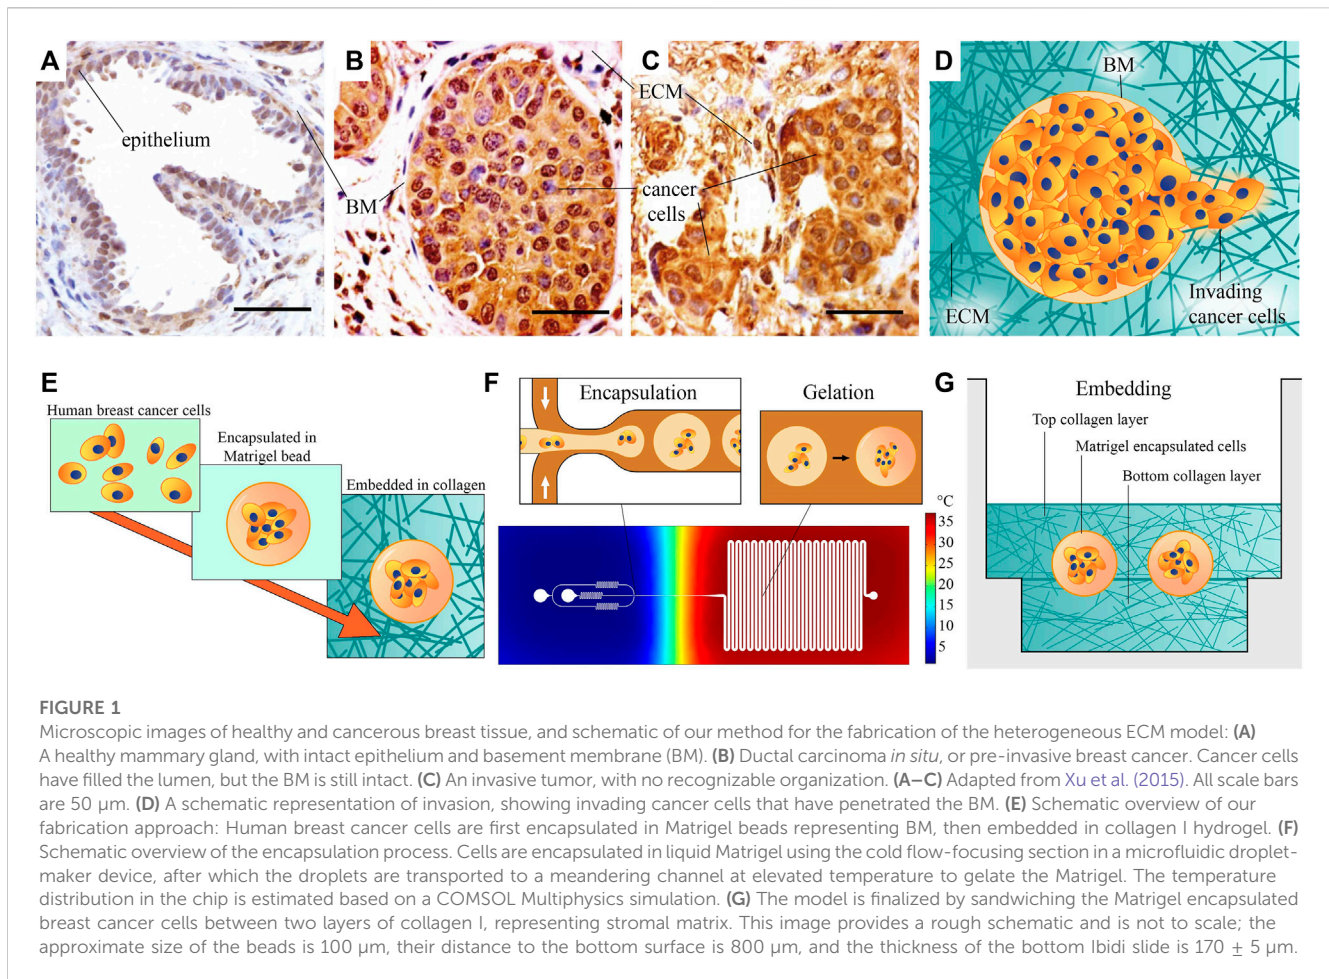 A
epithelium
B
BM
C
ECM
cancer
cells
D
BM
ECM
Invading
cancer cells
E
Human breast cancer cells
Encapsulated in
Matrigel bead
Embedded in collagen
F
Encapsulation
Gelation
°C
35
30
25
20
15
10
5
G
Embedding
Top collagen layer
Matrigel encapsulated cells
Bottom collagen layer
FIGURE 1
Microscopic images of healthy and cancerous breast tissue, and schematic of our method for the fabrication of the heterogeneous ECM model: (A)
A healthy mammary gland, with intact epithelium and basement membrane (BM). (B) Ductal carcinoma in situ, or pre-invasive breast cancer. Cancer cells
have filled the lumen, but the BM is still intact. (C) An invasive tumor, with no recognizable organization. (A–C) Adapted from Xu et al. (2015). All scale bars
are 50 µm. (D) A schematic representation of invasion, showing invading cancer cells that have penetrated the BM. (E) Schematic overview of our
fabrication approach: Human breast cancer cells are first encapsulated in Matrigel beads representing BM, then embedded in collagen I hydrogel. (F)
Schematic overview of the encapsulation process. Cells are encapsulated in liquid Matrigel using the cold flow-focusing section in a microfluidic droplet-
maker device, after which the droplets are transported to a meandering channel at elevated temperature to gelate the Matrigel. The temperature
distribution in the chip is estimated based on a COMSOL Multiphysics simulation. (G) The model is finalized by sandwiching the Matrigel encapsulated
breast cancer cells between two layers of collagen I, representing stromal matrix. This image provides a rough schematic and is not to scale; the
approximate size of the beads is 100 µm, their distance to the bottom surface is 800 µm, and the thickness of the bottom Ibidi slide is 170 ± 5 µm.